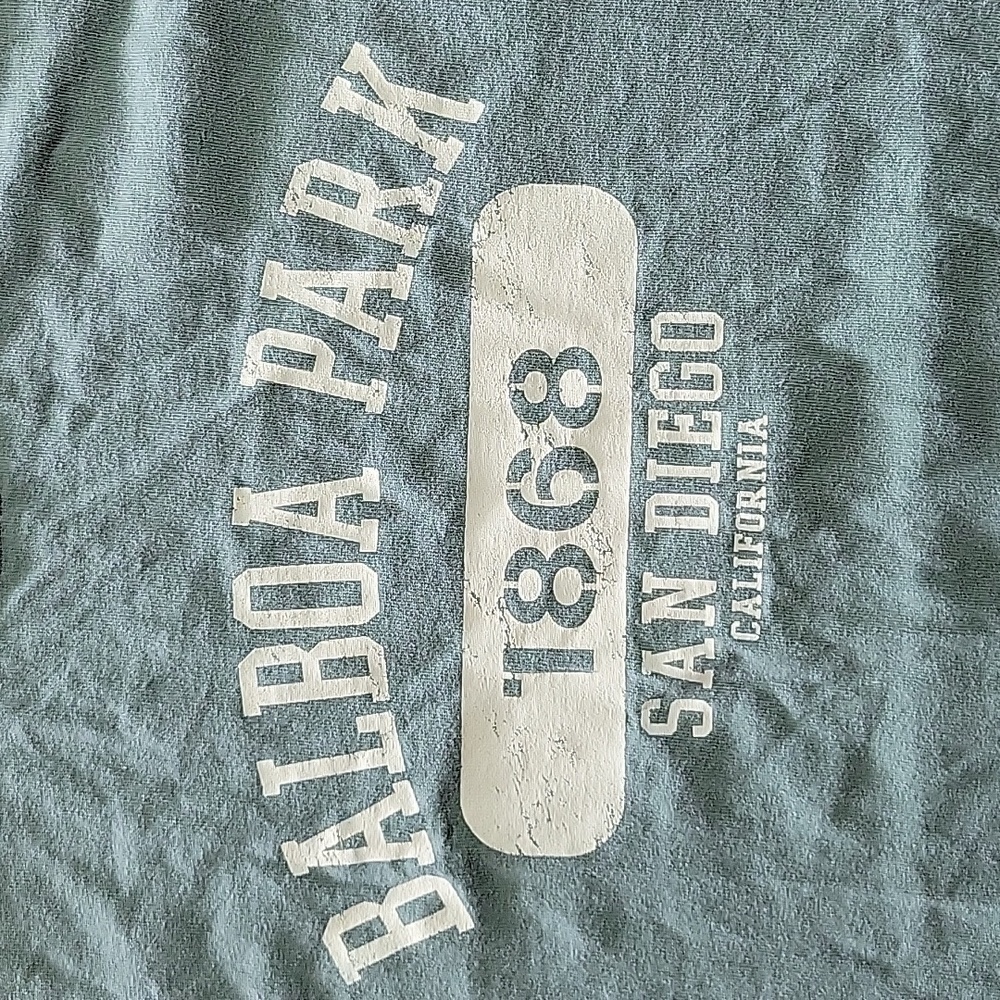 BALBOA PARK
1868
SAN DIEGO
CALIFORNIA